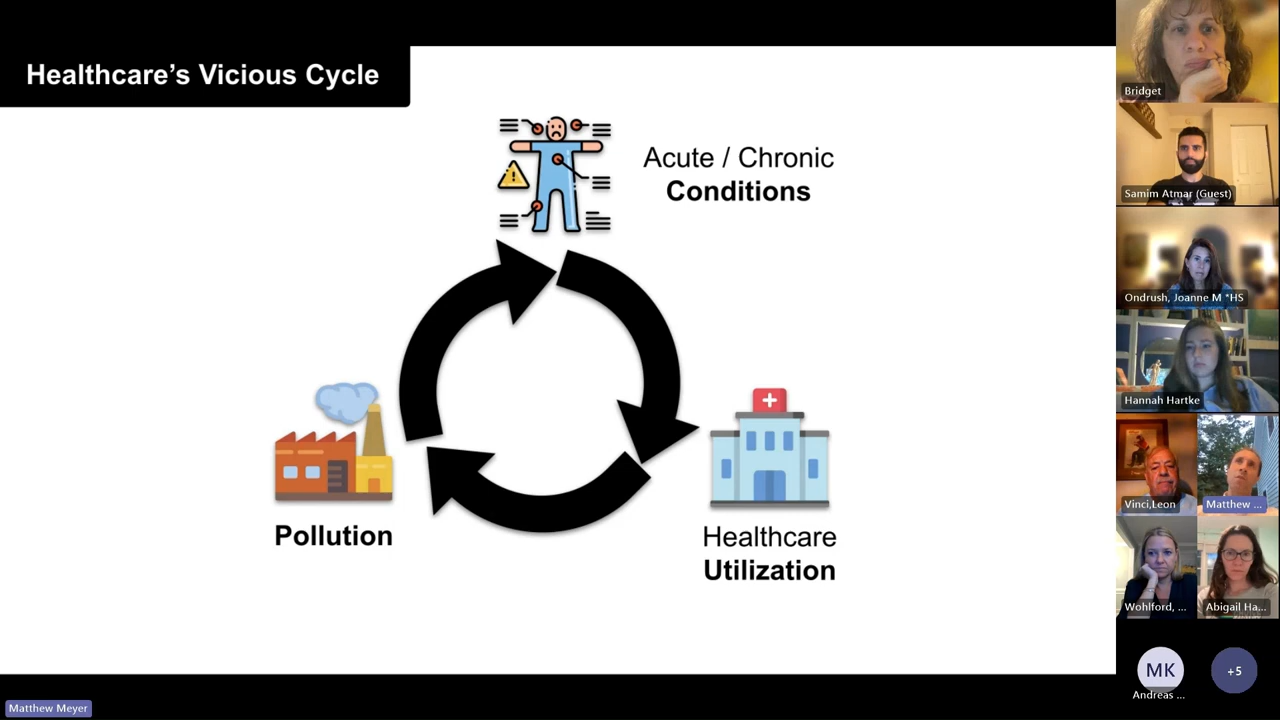 Healthcare's Vicious Cycle
Acute / Chronic
Conditions
Pollution
Healthcare
Utilization
Bridget
Samim Atmar (Guest)
Ondrush, Joanne M *HS
Hannah Hartke
Vinci,Leon
Matthew ...
Wohlford, ...
Abigail Ha...
MK
Andreas ...
+5
Matthew Meyer